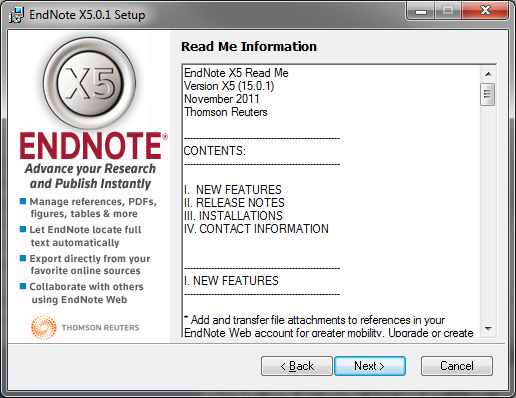 EndNote X5.0.1 Setup
X5
ENDNOTE®
Advance your Research
and Publish Instantly
Manage references, PDFs,
figures, tables & more
Let EndNote locate full
text automatically
Export directly from your
favorite online sources
Collaborate with others
using EndNote Web
THOMSON REUTERS
Read Me Information
EndNote X5 Read Me
Version X5 (15.0.1)
November 2011
Thomson Reuters
----------------------------------------------------
CONTENTS:
----------------------------------------------------
I.  NEW FEATURES
II. RELEASE NOTES
III. INSTALLATIONS
IV. CONTACT INFORMATION
----------------------------------------------------
I. NEW FEATURES
----------------------------------------------------
* Add and transfer file attachments to references in your
EndNote Web account for greater mobility. Upgrade or create
< Back
Next >
Cancel